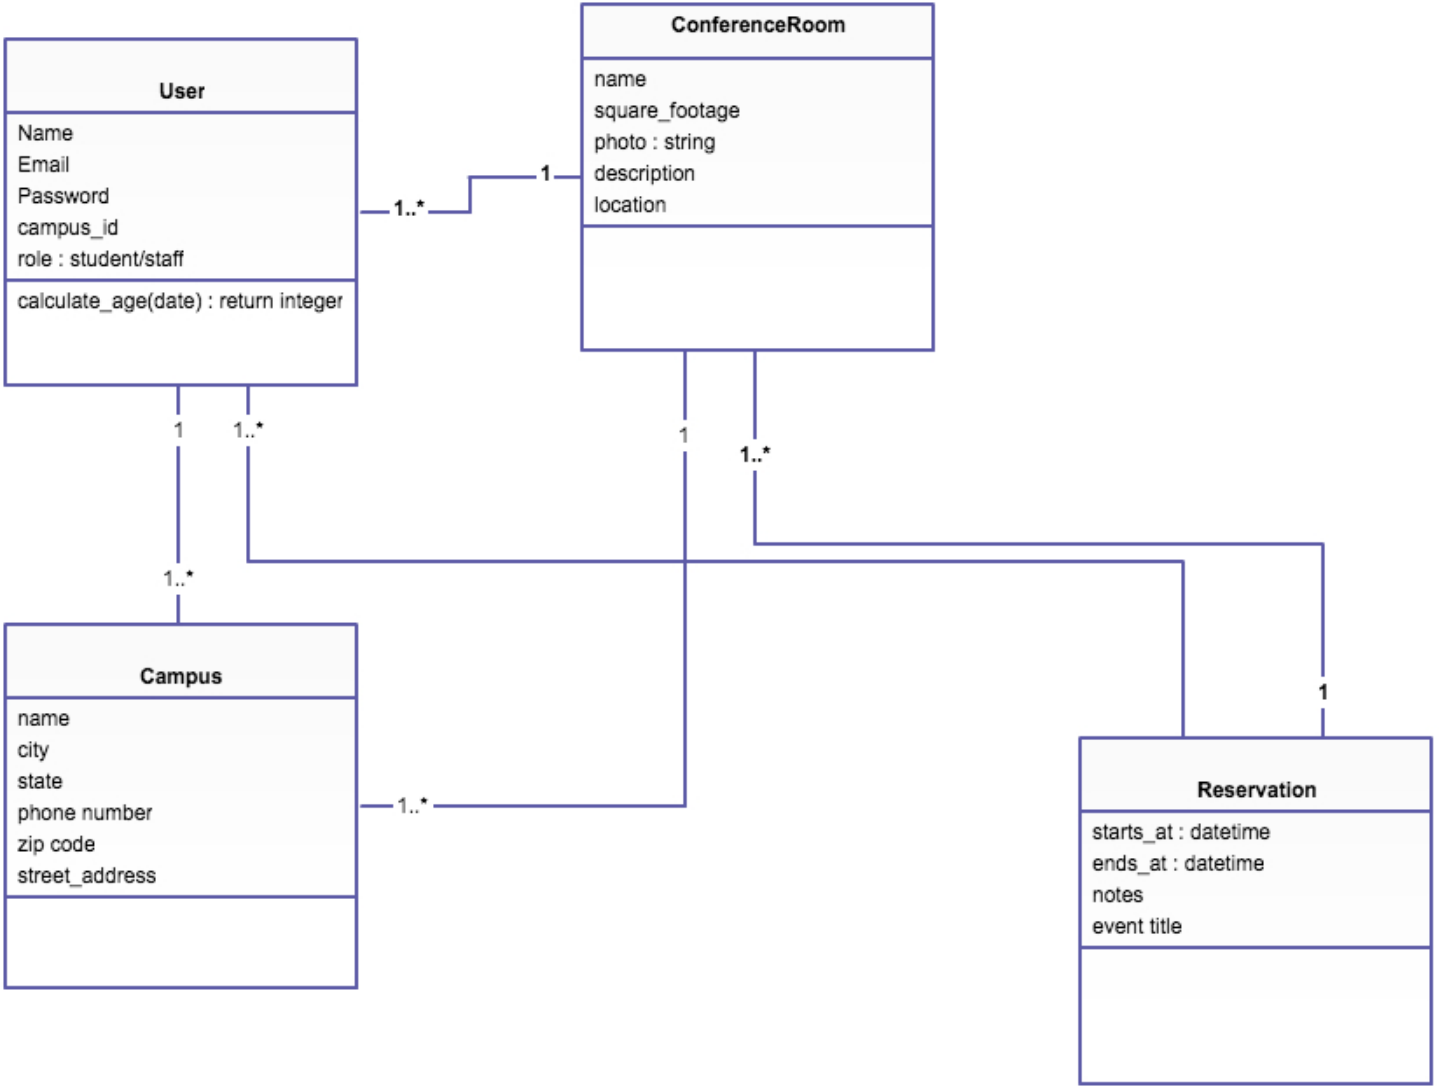 User
Name
Email
Password
campus_id
role : student/staff
calculate_age(date) : return integer
ConferenceRoom
name
square_footage
photo : string
description
location
1..*
1
1
1..*
1..*
1
1..*
1..*
1
Campus
name
city
state
phone number
zip code
street_address
Reservation
starts_at : datetime
ends_at : datetime
notes
event title